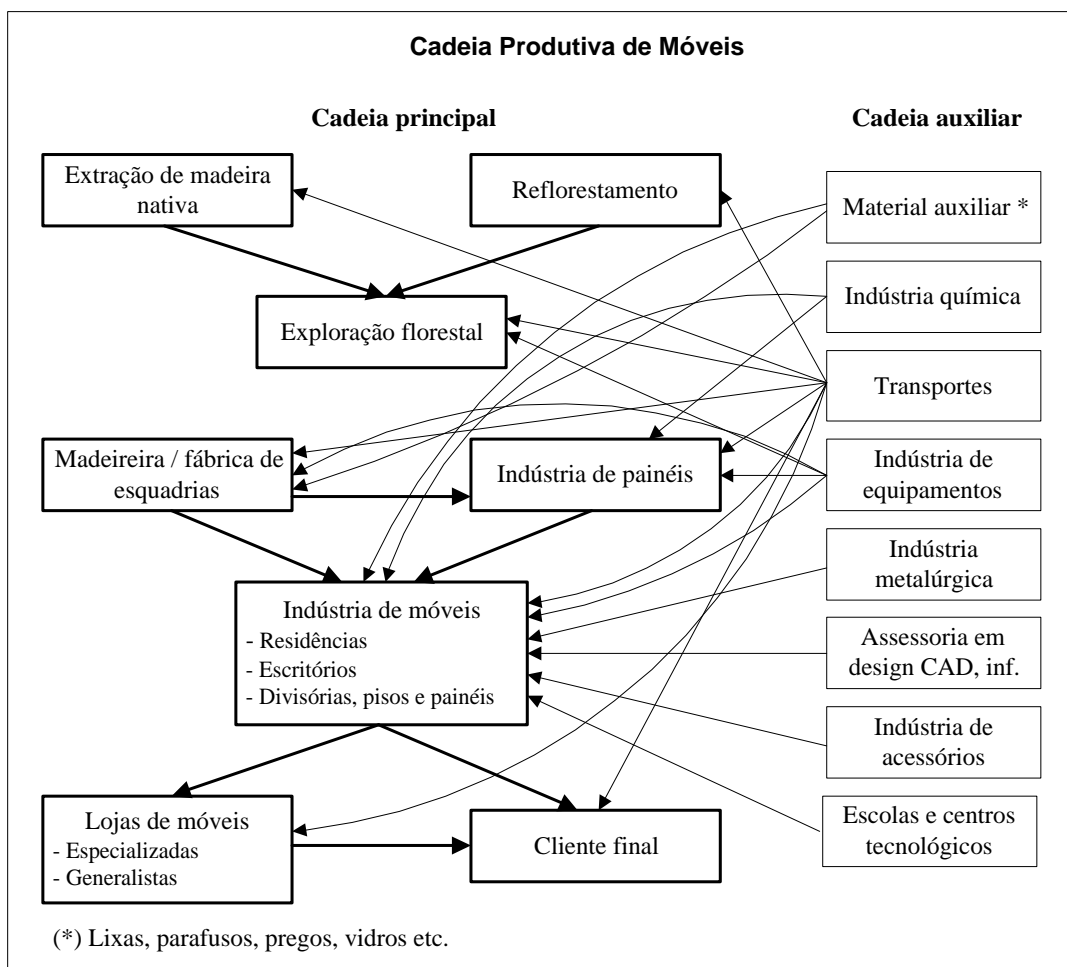 Cadeia Produtiva de Móveis
Cadeia principal
Cadeia auxiliar
Extração de madeira
nativa
Reflorestamento
Material auxiliar *
Exploração florestal
Indústria química
Transportes
Madeireira / fábrica de
esquadrias
Indústria de painéis
Indústria de
equipamentos
Indústria de móveis
- Residências
- Escritórios
- Divisórias, pisos e painéis
Indústria
metalúrgica
Assessoria em
design CAD, inf.
Indústria de
acessórios
Lojas de móveis
- Especializadas
- Generalistas
Cliente final
Escolas e centros
tecnológicos
(*) Lixas, parafusos, pregos, vidros etc.